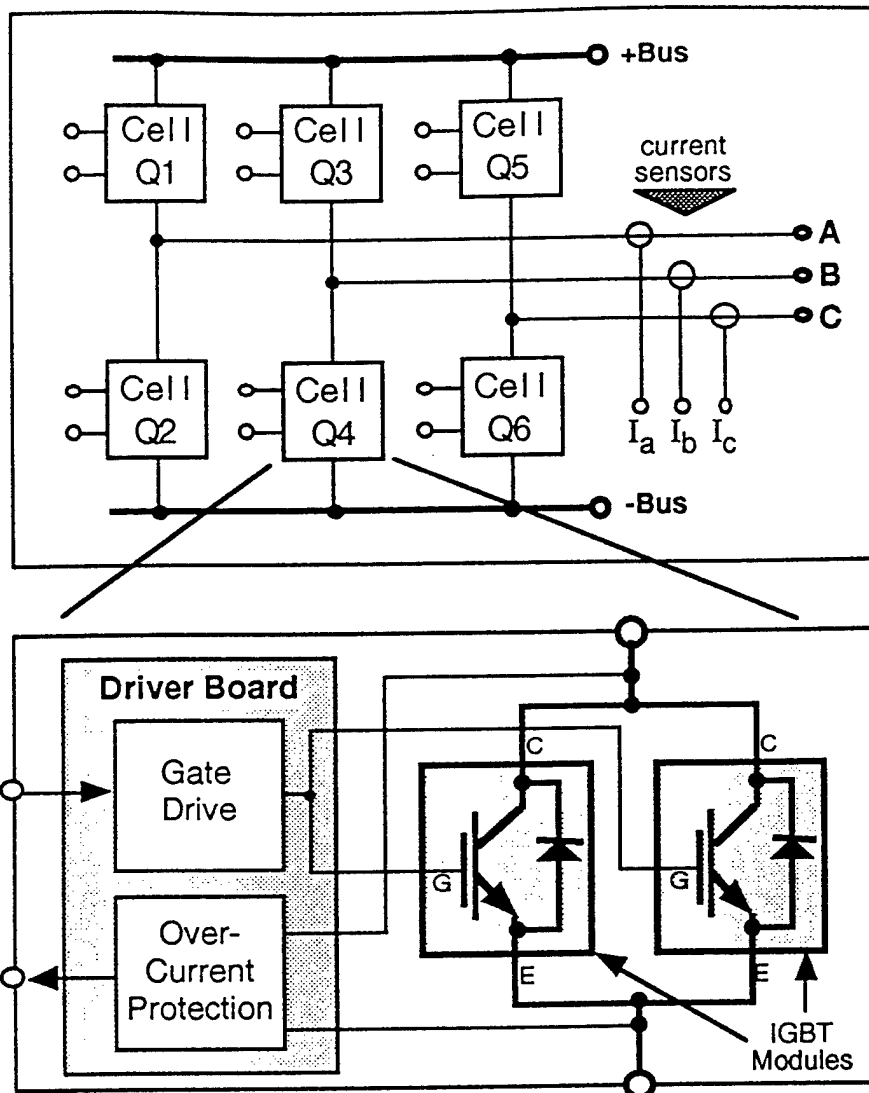 +Bus
Cell
Q1
Cell
Q3
Cell
Q5
current
sensors
A
B
C
Cell
Q2
Cell
Q4
Cell
Q6
Ia Ib Ic
-Bus
Driver Board
Gate
Drive
Over-
Current
Protection
C
G
E
C
G
E
IGBT
Modules